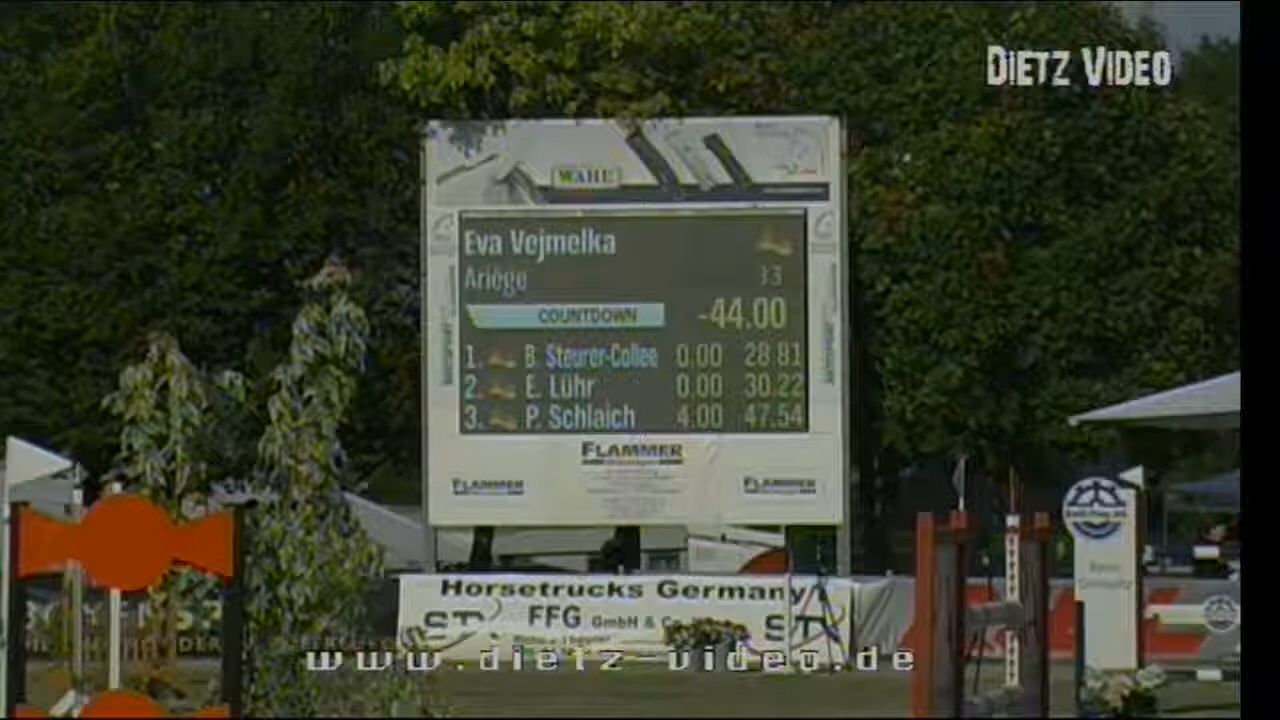 DIETZ VIDEO
WAHL
Eva Vejmelka
Ariège 33
COUNTDOWN -44.00
1. B. Steurer-Collee 0.00 28.81
2. E. Lühr 0.00 30.22
3. P. Schlaich 4.00 47.54
FLAMMER
FLAMMER FLAMMER
Horsetrucks Germany
FFG GmbH & Co.
www.dietz-video.de